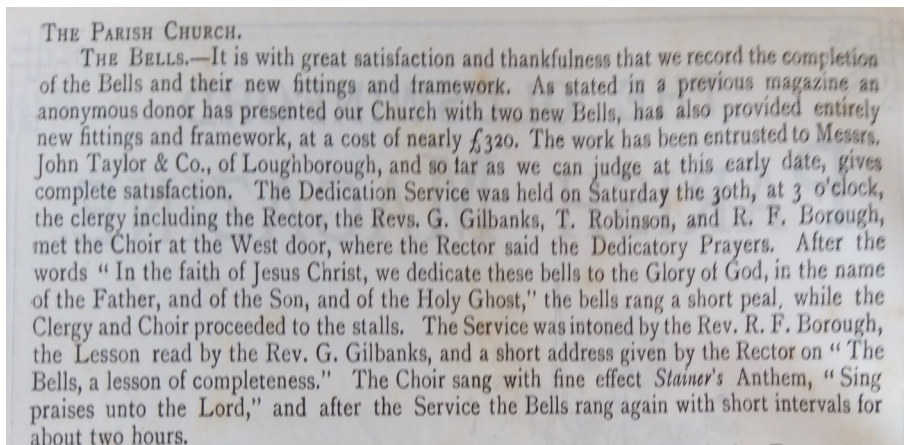 THE PARISH CHURCH.
THE BELLS.—It is with great satisfaction and thankfulness that we record the completion
of the Bells and their new fittings and framework. As stated in a previous magazine an
anonymous donor has presented our Church with two new Bells, has also provided entirely
new fittings and framework, at a cost of nearly £320. The work has been entrusted to Messrs.
John Taylor & Co., of Loughborough, and so far as we can judge at this early date, gives
complete satisfaction. The Dedication Service was held on Saturday the 30th, at 3 o'clock,
the clergy including the Rector, the Revs. G. Gilbanks, T. Robinson, and R. F. Borough,
met the Choir at the West door, where the Rector said the Dedicatory Prayers. After the
words “ In the faith of Jesus Christ, we dedicate these bells to the Glory of God, in the name
of the Father, and of the Son, and of the Holy Ghost,” the bells rang a short peal, while the
Clergy and Choir proceeded to the stalls. The Service was intoned by the Rev. R. F. Borough,
the Lesson read by the Rev. G. Gilbanks, and a short address given by the Rector on “ The
Bells, a lesson of completeness.” The Choir sang with fine effect Stainer's Anthem, “ Sing
praises unto the Lord,” and after the Service the Bells rang again with short intervals for
about two hours.